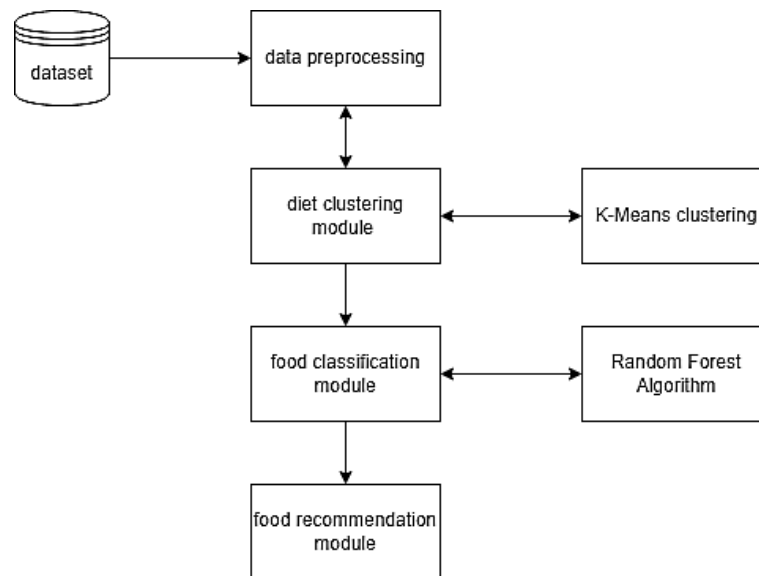 dataset
data preprocessing
diet clustering
module
K-Means clustering
food classification
module
Random Forest
Algorithm
food recommendation
module